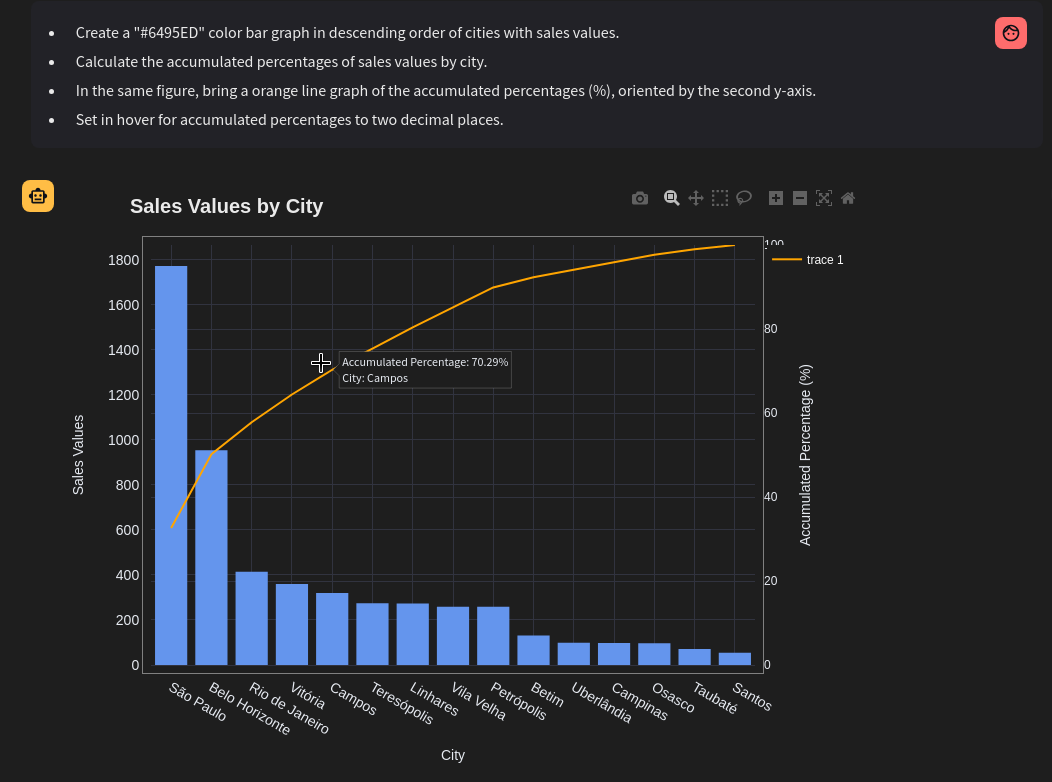 Create a "#6495ED" color bar graph in descending order of cities with sales values.
Calculate the accumulated percentages of sales values by city.
In the same figure, bring a orange line graph of the accumulated percentages (%), oriented by the second y-axis.
Set in hover for accumulated percentages to two decimal places.
Sales Values by City
1800
1600
1400
1200
1000
800
600
400
200
0
Sales Values
Accumulated Percentage: 70.29%
City: Campos
100
80
60
40
20
0
Accumulated Percentage (%)
trace 1
São Paulo
Belo Horizonte
Rio de Janeiro
Vitória
Campos
Teresópolis
Linhares
Vila Velha
Petrópolis
Betim
Uberlândia
Campinas
Osasco
Taubaté
Santos
City